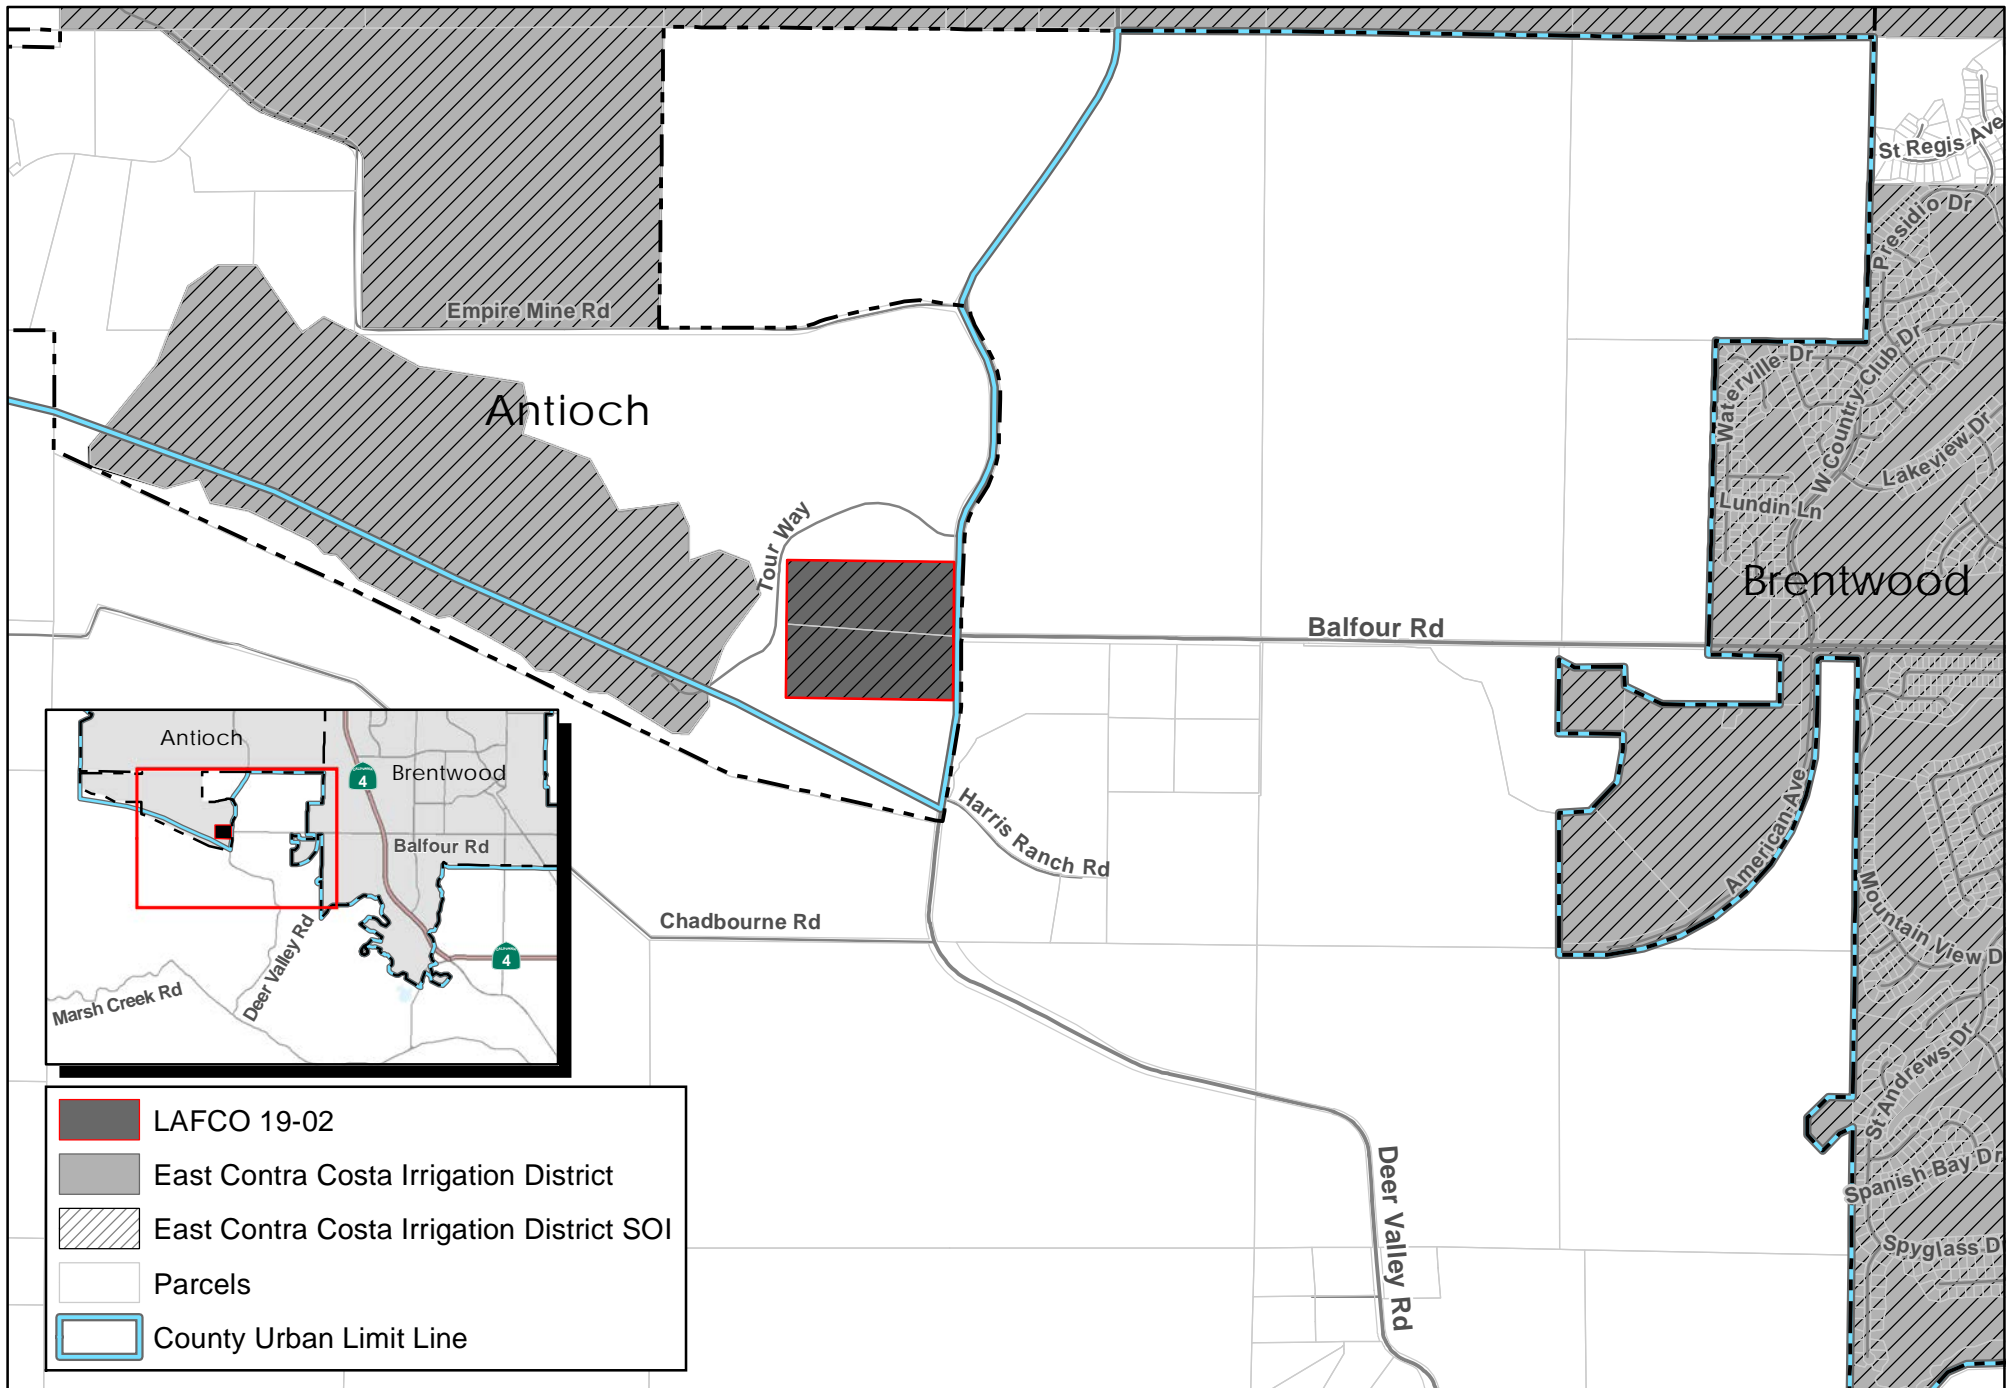 St Regis Ave
Presidio Dr
Empire Mine Rd
Antioch
Waterville Dr
W Country Club Dr
Lakeview Dr
Lundin Ln
Tour Way
Brentwood
Balfour Rd
American Ave
Harris Ranch Rd
Chadbourne Rd
Mountain View D
St Andrews Dr
Spanish Bay Dr
Spyglass D
Deer Valley Rd
Antioch
Brentwood
4
Balfour Rd
4
Deer Valley Rd
Marsh Creek Rd
LAFCO 19-02
East Contra Costa Irrigation District
East Contra Costa Irrigation District SOI
Parcels
County Urban Limit Line